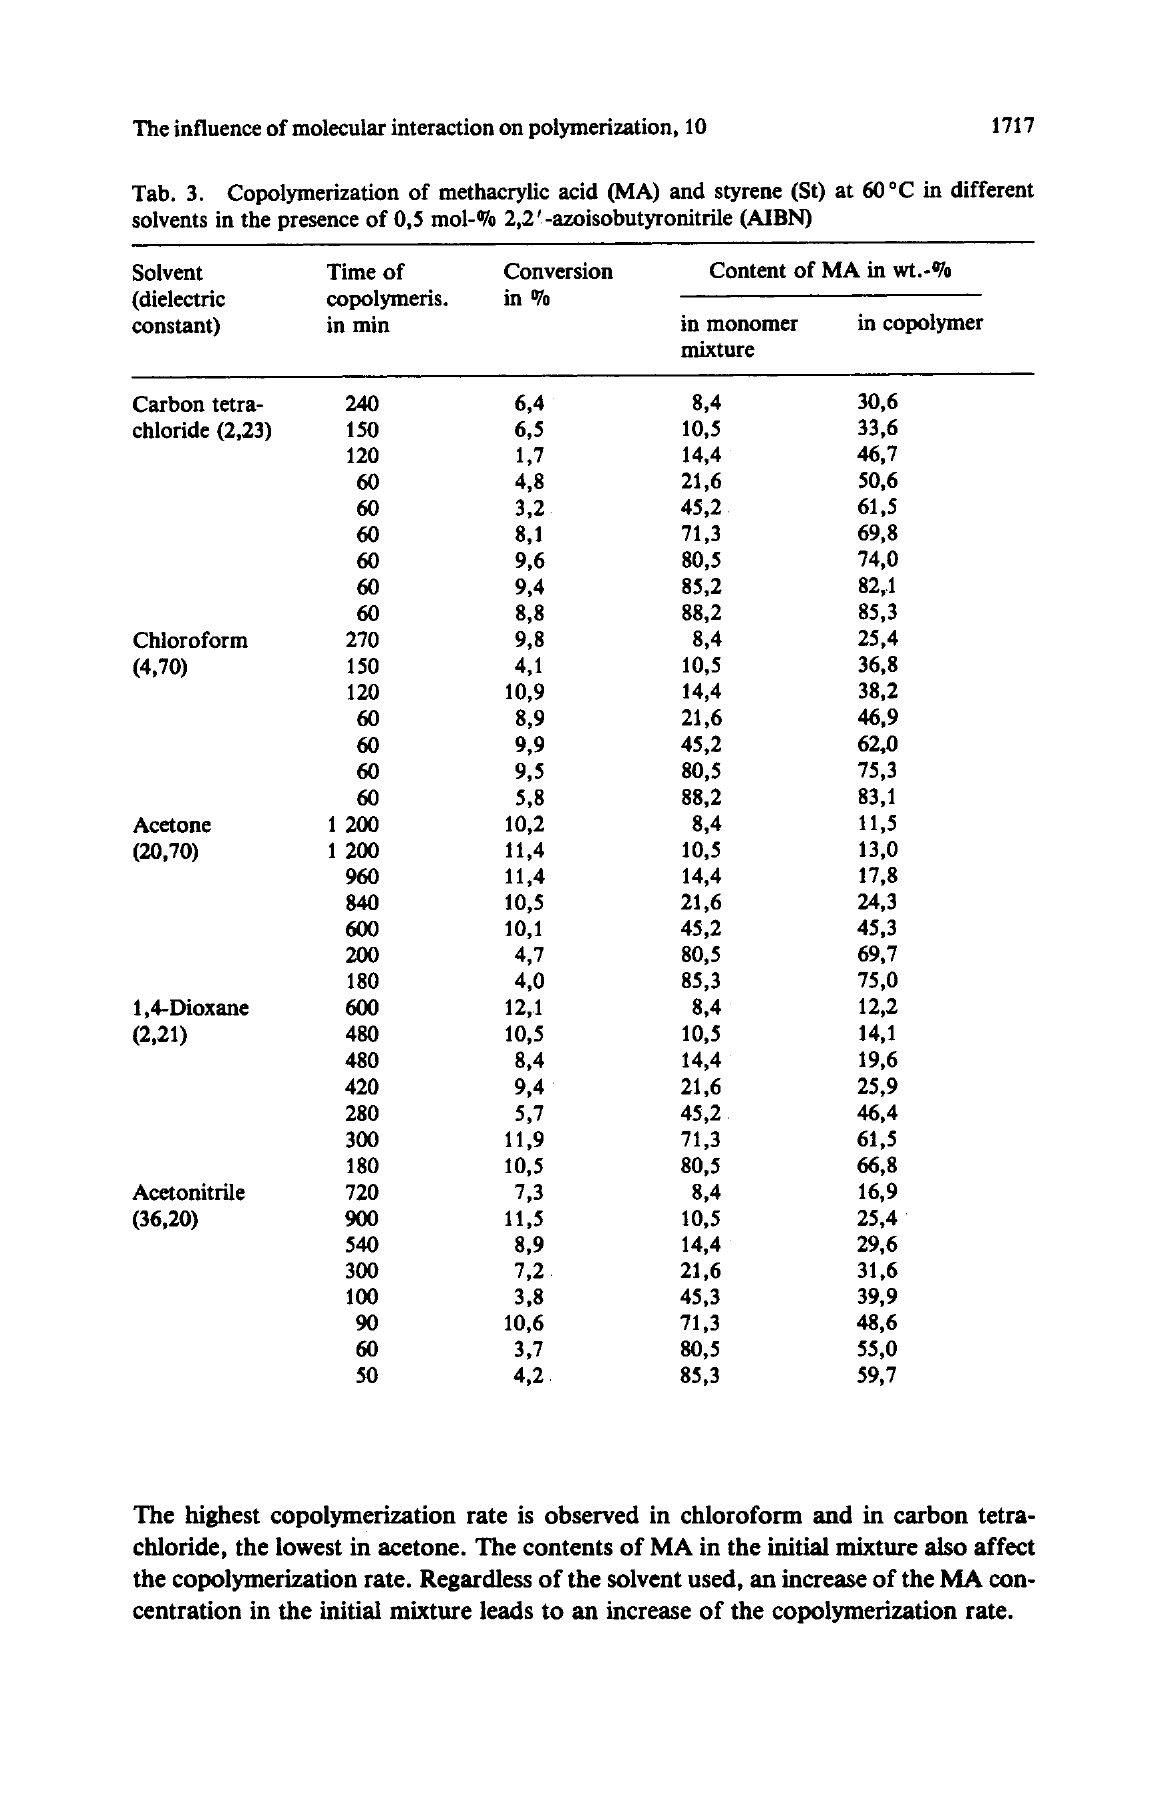 The influence of molecular interaction on polymerization, 10 1717
Tab. 3. Copolymerization of methacrylic acid (MA) and styrene (St) at 60 °C in different
solvents in the presence of 0,5 mol-% 2,2′-azoisobutyronitrile (AIBN)
Solvent Time of Conversion Content of MA in wt.-%
(dielectric copolymeris. in %
constant) in min in monomer in copolymer
mixture
Carbon tetra- 240 6,4 8,4 30,6
chloride (2,23) 150 6,5 10,5 33,6
120 1,7 14,4 46,7
60 4,8 21,6 50,6
60 3,2 45,2 61,5
60 8,1 71,3 69,8
60 9,6 80,5 74,0
60 9,4 85,2 82,1
60 8,8 88,2 85,3
Chloroform 270 9,8 8,4 25,4
(4,70) 150 4,1 10,5 36,8
120 10,9 14,4 38,2
60 8,9 21,6 46,9
60 9,9 45,2 62,0
60 9,5 80,5 75,3
60 5,8 88,2 83,1
Acetone 1 200 10,2 8,4 11,5
(20,70) 1 200 11,4 10,5 13,0
960 11,4 14,4 17,8
840 10,5 21,6 24,3
600 10,1 45,2 45,3
200 4,7 80,5 69,7
180 4,0 85,3 75,0
1,4-Dioxane 600 12,1 8,4 12,2
(2,21) 480 10,5 10,5 14,1
480 8,4 14,4 19,6
420 9,4 21,6 25,9
280 5,7 45,2 46,4
300 11,9 71,3 61,5
180 10,5 80,5 66,8
Acetonitrile 720 7,3 8,4 16,9
(36,20) 900 11,5 10,5 25,4
540 8,9 14,4 29,6
300 7,2 21,6 31,6
100 3,8 45,3 39,9
90 10,6 71,3 48,6
60 3,7 80,5 55,0
50 4,2 85,3 59,7
The highest copolymerization rate is observed in chloroform and in carbon tetra-
chloride, the lowest in acetone. The contents of MA in the initial mixture also affect
the copolymerization rate. Regardless of the solvent used, an increase of the MA con-
centration in the initial mixture leads to an increase of the copolymerization rate.